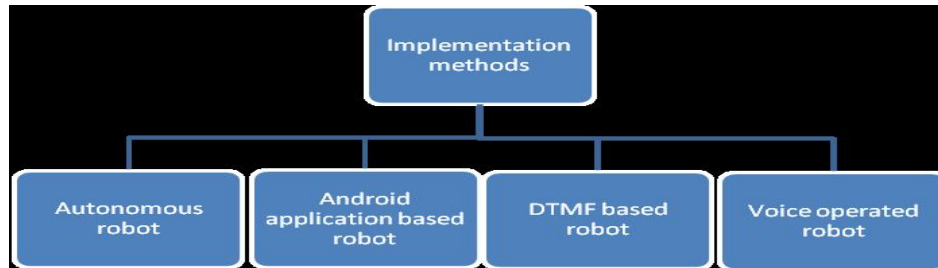 Implementation
methods
Autonomous
robot
Android
application based
robot
DTMF based
robot
Voice operated
robot